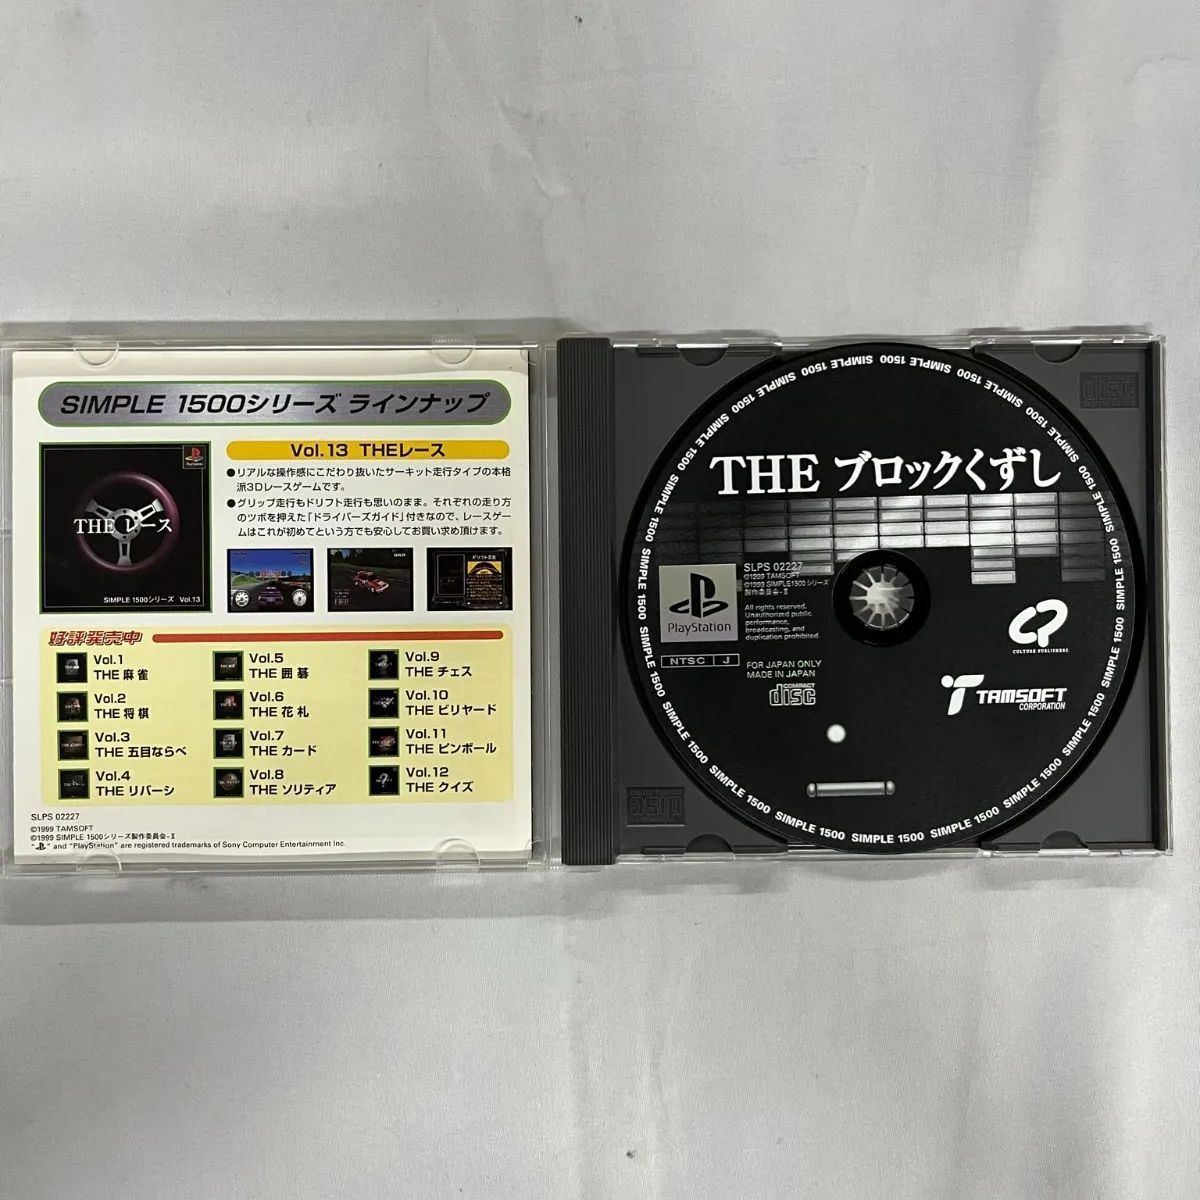 SIMPLE 1500シリーズ ラインナップ
Vol.13 THEレース
●リアルな操作感にこだわり抜いたサーキット走行タイプの本格
派3Dレースゲームです。
●グリップ走行もドリフト走行も思いのまま。それぞれの走り方
のツボを押えた「ドライバーズガイド」付きなので、レースゲー
ムはこれが初めてという方でも安心してお買い求め頂けます。
PlayStation
THE レース
SIMPLE 1500シリーズ Vol.13
好評発売中
Vol.1
THE 麻雀
Vol.2
THE 将棋
Vol.3
THE 五目ならべ
Vol.4
THE リバーシ
Vol.5
THE 囲碁
Vol.6
THE 花札
Vol.7
THE カード
Vol.8
THE ソリティア
Vol.9
THE チェス
Vol.10
THE ビリヤード
Vol.11
THE ピンボール
Vol.12
THE クイズ
SLPS 02227
©1999 TAMSOFT
©1999 SIMPLE 1500シリーズ製作委員会-Ⅱ
" " and "PlayStation" are registered trademarks of Sony Computer Entertainment Inc.
SIMPLE 1500 SIMPLE 1500 SIMPLE 1500 SIMPLE 1500 SIMPLE 1500 SIMPLE 1500 SIMPLE 1500 SIMPLE 1500 SIMPLE 1500
THE ブロックくずし
SLPS 02227
©1999 TAMSOFT
©1999 SIMPLE1500シリーズ
製作委員会-Ⅱ
All rights reserved.
Unauthorized public
performance,
broadcasting, and
duplication prohibited.
PlayStation
NTSC J
FOR JAPAN ONLY
MADE IN JAPAN
COMPACT
disc
CULTURE PUBLISHERS
TAMSOFT
CORPORATION